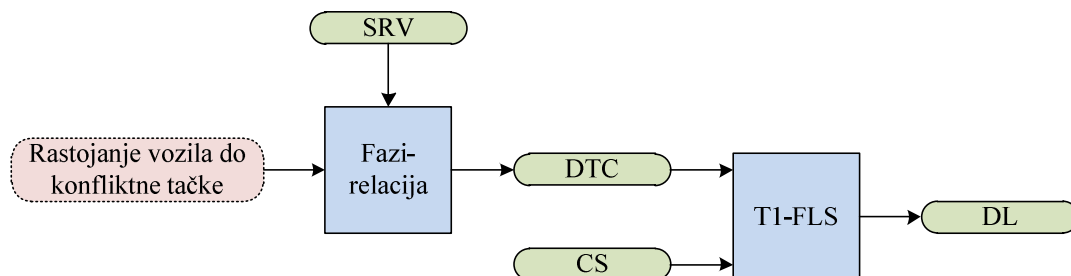 SRV
Rastojanje vozila do
konfliktne tačke
Fazi-
relacija
DTC
CS
T1-FLS
DL